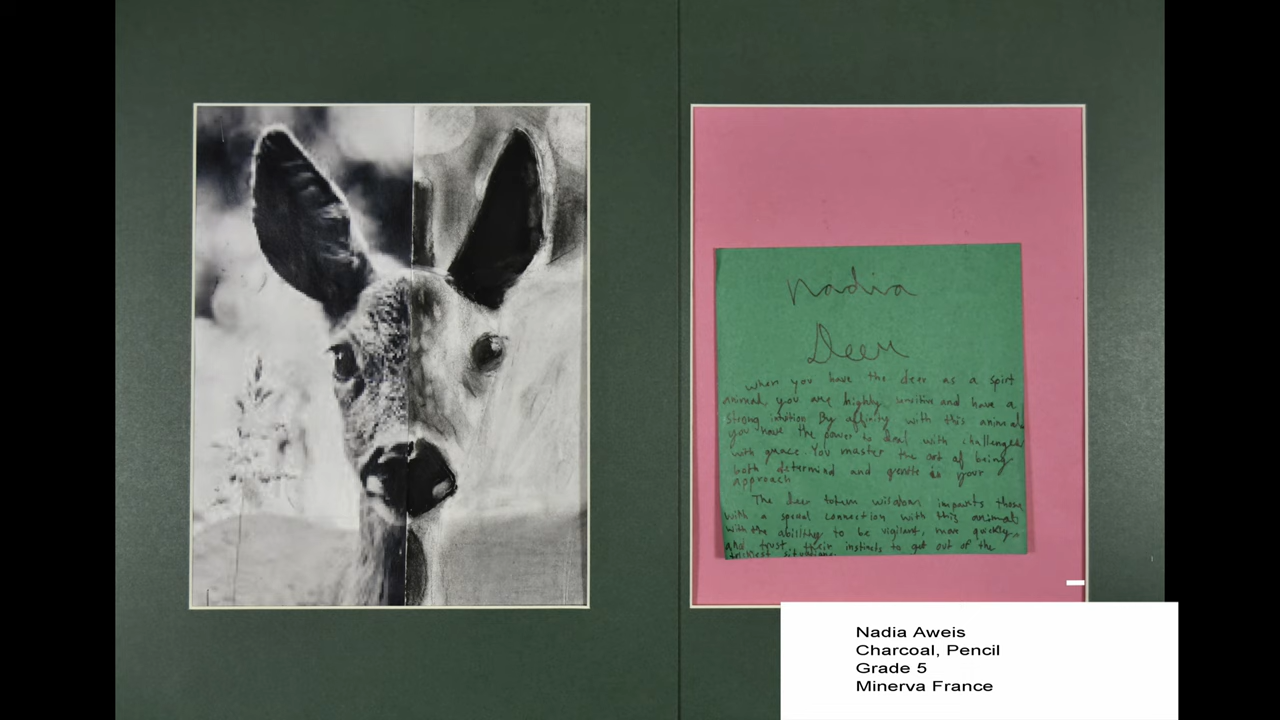 Nadia
Deer
When you have the deer as a spirt
animal, you are highly sensitive and have a
strong intution By affinity with this animal
you have the power to deal with challenges
with grace. You master the art of being
both determind and gentle in your
approach
The deer totem wisdom imparts those
with a special connection with this animal
with the ability to be vigilant, move quickly,
and trust their instincts to get out of the
trickiest situations.
Nadia Aweis
Charcoal, Pencil
Grade 5
Minerva France